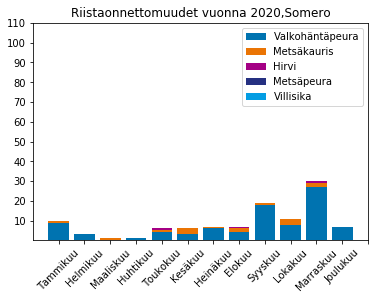 Riistaonnettomuudet vuonna 2020,Somero
110
100
90
80
70
60
50
40
30
20
10
Valkohäntäpeura
Metsäkauris
Hirvi
Metsäpeura
Villisika
Tammikuu
Helmikuu
Maaliskuu
Huhtikuu
Toukokuu
Kesäkuu
Heinäkuu
Elokuu
Syyskuu
Lokakuu
Marraskuu
Joulukuu